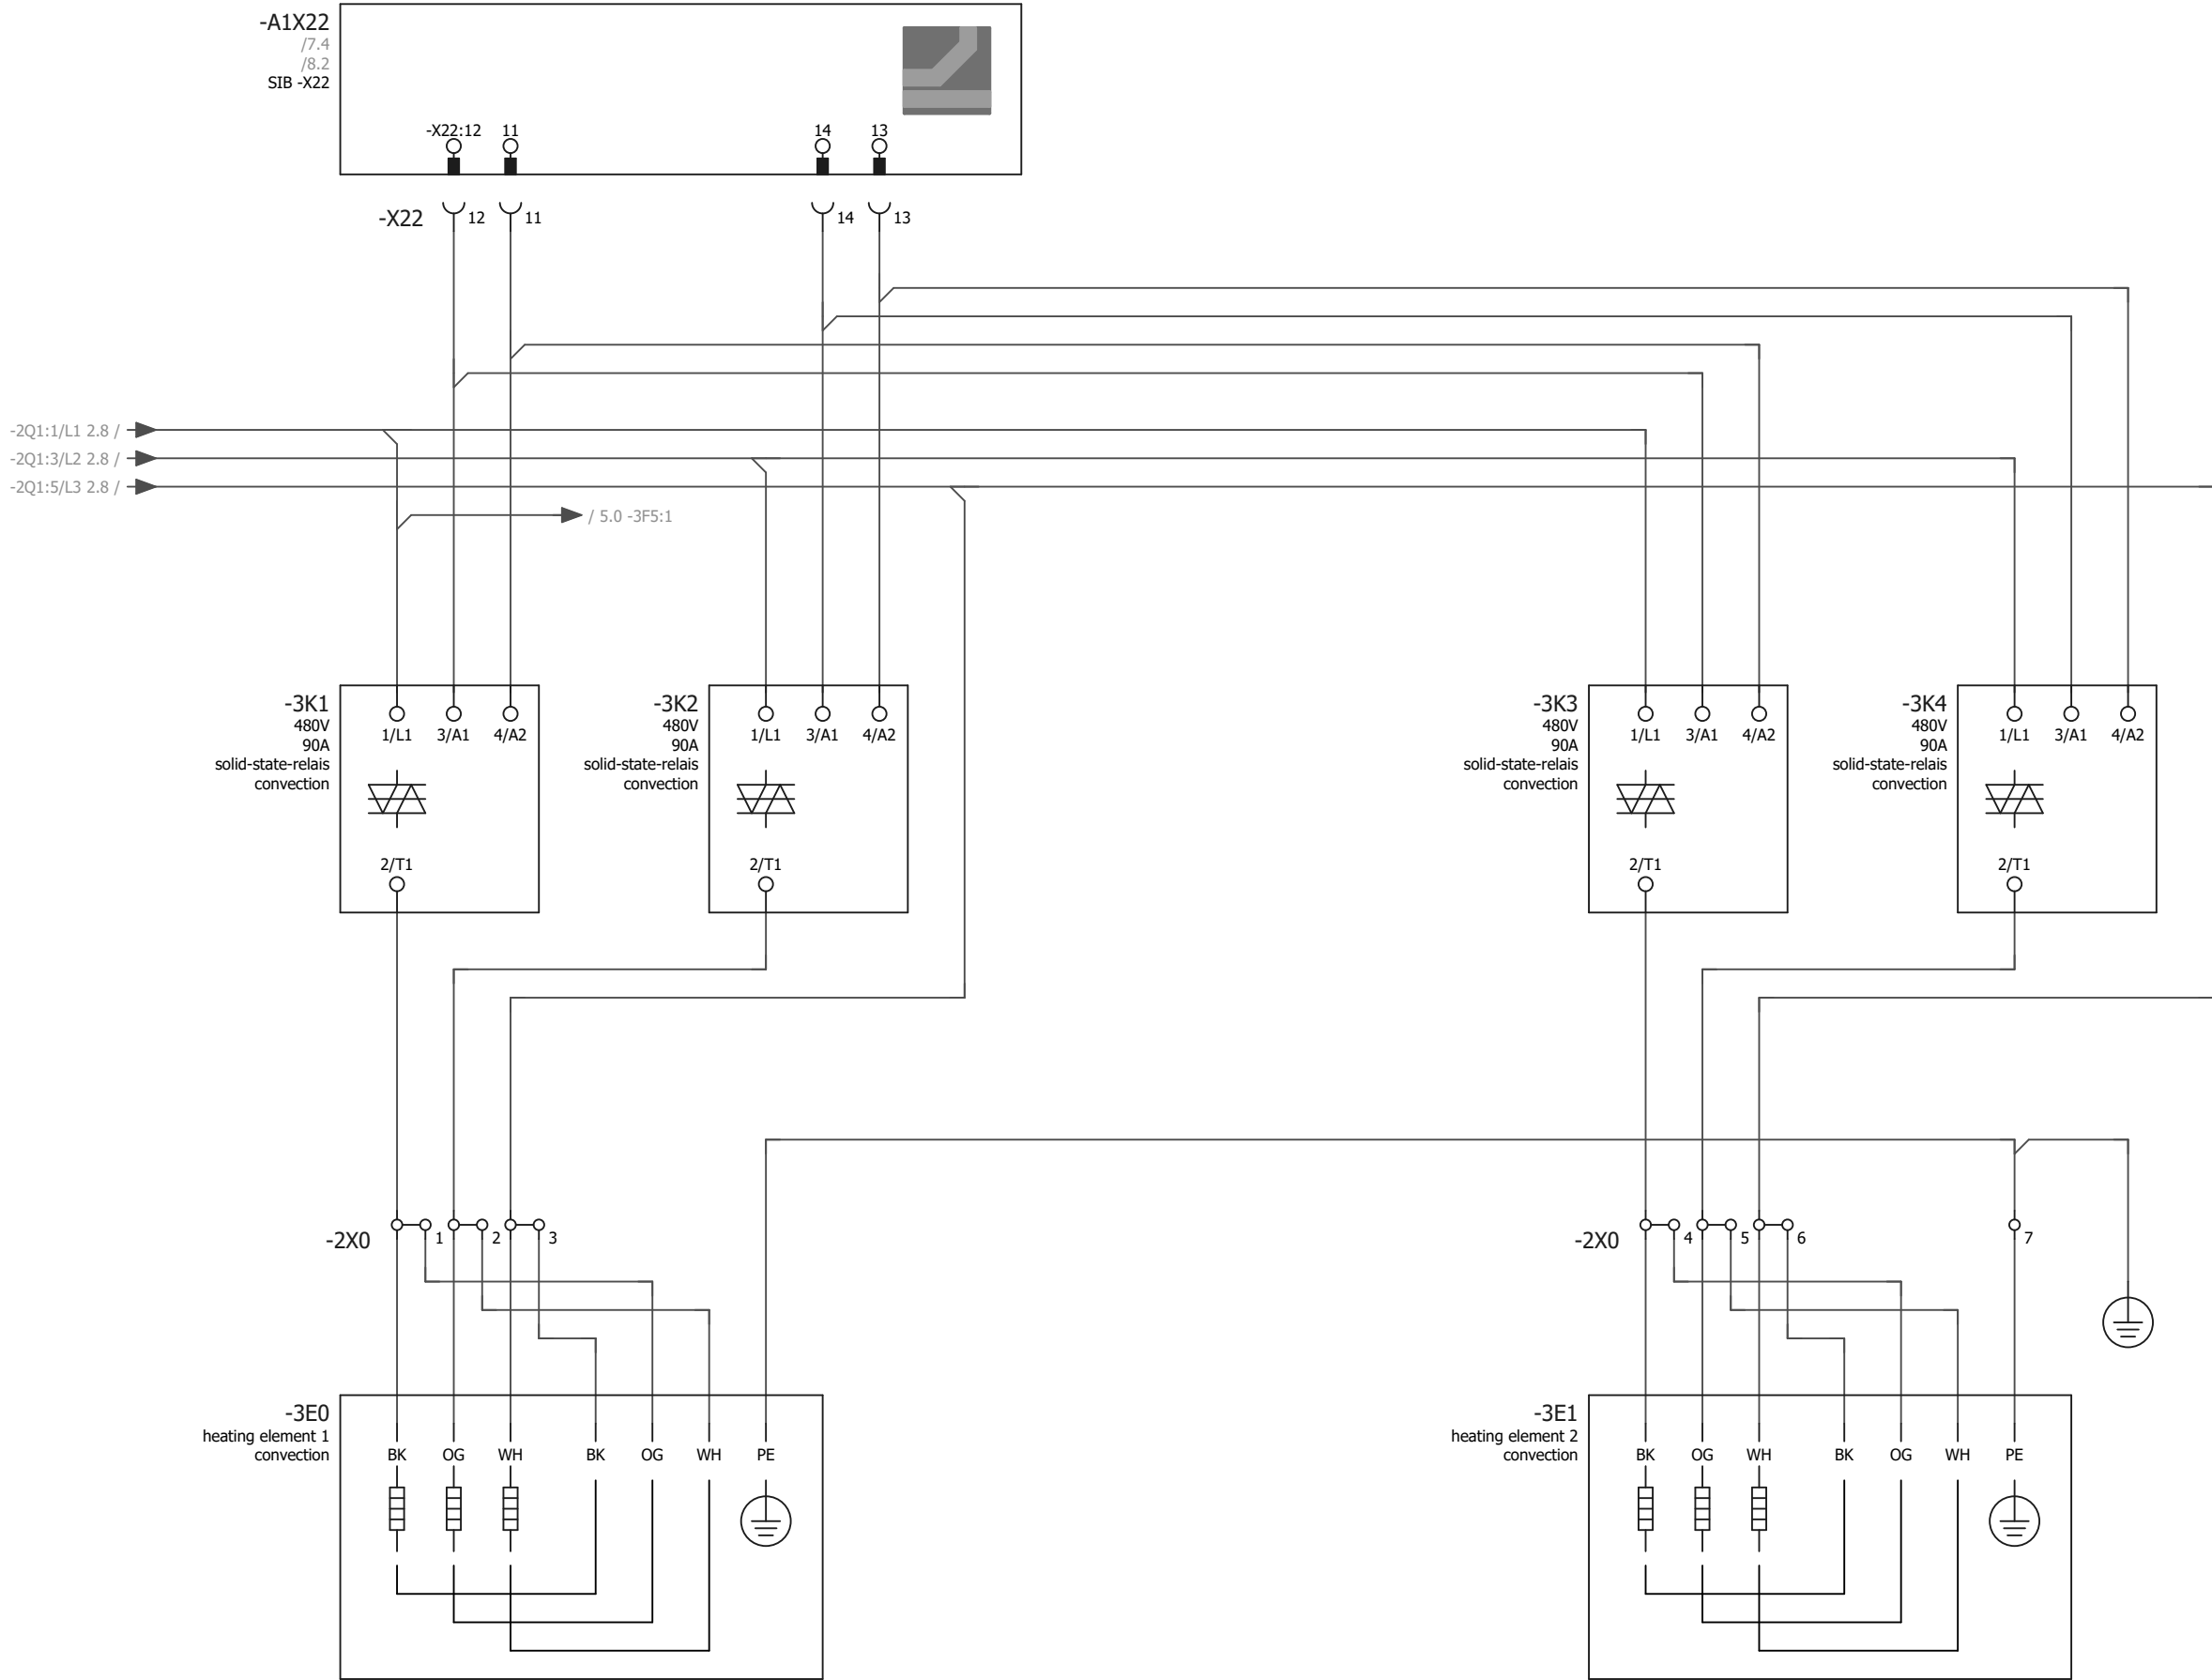 -A1X22
/7.4
/8.2
SIB -X22
-X22:12 11 14 13
-X22 12 11 14 13
-2Q1:1/L1 2.8 /
-2Q1:3/L2 2.8 /
-2Q1:5/L3 2.8 /
/ 5.0 -3F5:1
-3K1
480V
90A
solid-state-relais
convection
1/L1 3/A1 4/A2
2/T1
-3K2
480V
90A
solid-state-relais
convection
1/L1 3/A1 4/A2
2/T1
-3K3
480V
90A
solid-state-relais
convection
1/L1 3/A1 4/A2
2/T1
-3K4
480V
90A
solid-state-relais
convection
1/L1 3/A1 4/A2
2/T1
-2X0 1 2 3
-2X0 4 5 6 7
-3E0
heating element 1
convection
BK OG WH BK OG WH PE
-3E1
heating element 2
convection
BK OG WH BK OG WH PE